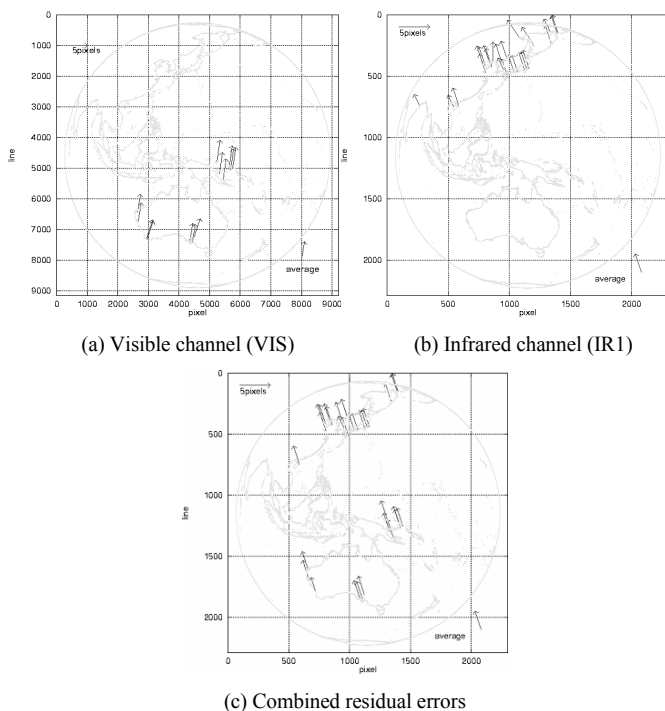 0
1000
2000
3000
4000
5000
6000
7000
8000
9000
line
5pixels
average
0 1000 2000 3000 4000 5000 6000 7000 8000 9000
pixel
(a) Visible channel (VIS)
0
500
1000
1500
2000
line
5pixels
average
0 500 1000 1500 2000
pixel
(b) Infrared channel (IR1)
0
500
1000
1500
2000
line
5pixels
average
0 500 1000 1500 2000
pixel
(c) Combined residual errors